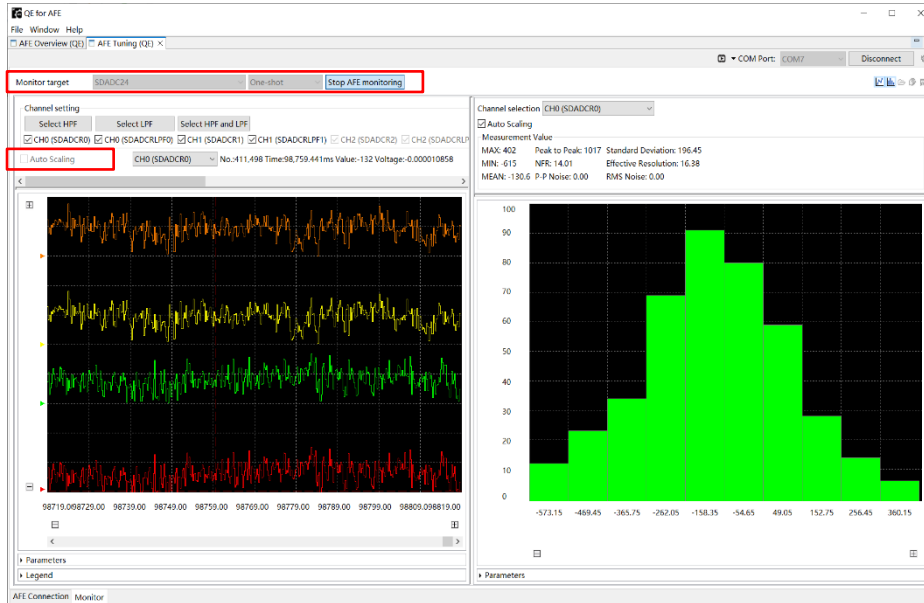 QE for AFE
File Window Help
AFE Overview (QE) AFE Tuning (QE)
COM Port: COM7 Disconnect
Monitor target SDADC24 One-shot Stop AFE monitoring
Channel setting
Select HPF Select LPF Select HPF and LPF
CH0 (SDADCR0) CH0 (SDADCRLPF0) CH1 (SDADCR1) CH1 (SDADCRLPF1) CH2 (SDADCR2) CH2 (SDADCRLP
Auto Scaling CH0 (SDADCR0) No.:411,498 Time:98,759.441ms Value:-132 Voltage:-0.000010858
98719.0 98729.00 98739.00 98749.00 98759.00 98769.00 98779.00 98789.00 98799.00 98809.0 98819.00
Parameters
Legend
Channel selection CH0 (SDADCR0)
Auto Scaling
Measurement Value
MAX: 402 Peak to Peak: 1017 Standard Deviation: 196.45
MIN: -615 NFR: 14.01 Effective Resolution: 16.38
MEAN: -130.6 P-P Noise: 0.00 RMS Noise: 0.00
100
90
80
70
60
50
40
30
20
10
0
-573.15 -469.45 -365.75 -262.05 -158.35 -54.65 49.05 152.75 256.45 360.15
Parameters
AFE Connection Monitor